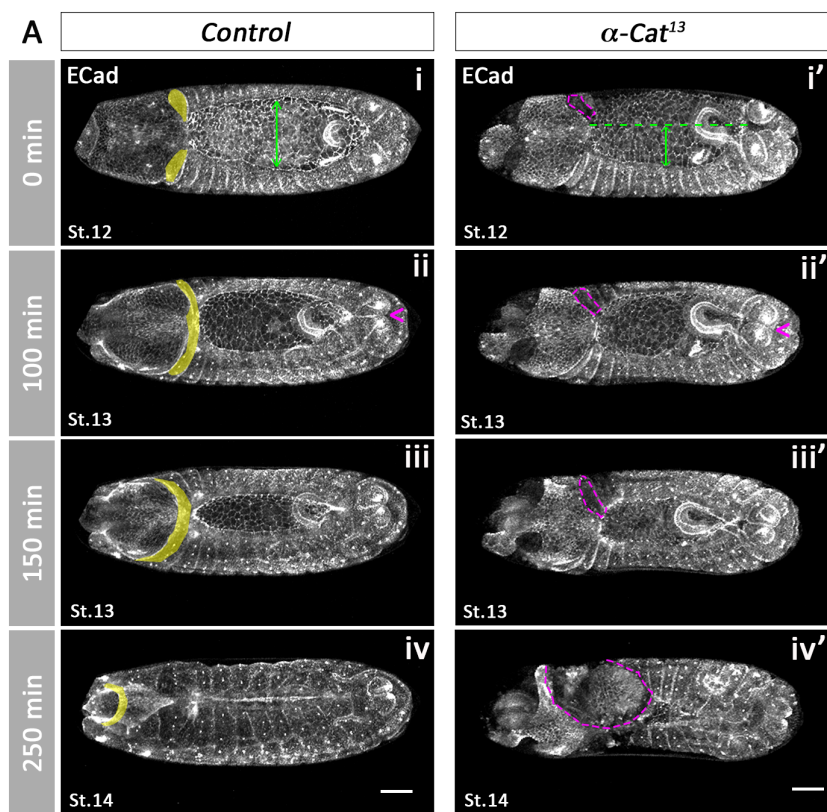 A
Control
α-Cat¹³
0 min
ECad
i
St.12
ECad
i'
St.12
100 min
ii
St.13
ii'
St.13
150 min
iii
St.13
iii'
St.13
250 min
iv
St.14
iv'
St.14